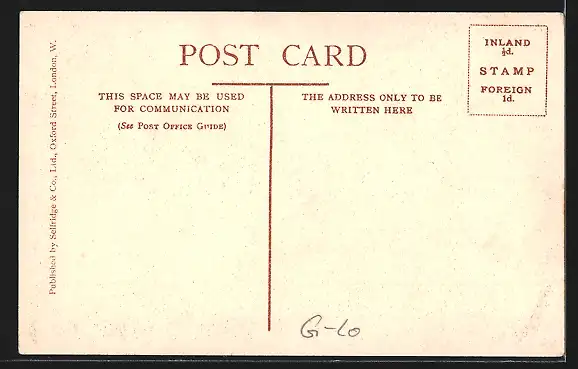 POST CARD
INLAND
½d.
STAMP
FOREIGN
1d.
THIS SPACE MAY BE USED
FOR COMMUNICATION
(See POST OFFICE GUIDE)
THE ADDRESS ONLY TO BE
WRITTEN HERE
Published by Selfridge & Co., Ltd., Oxford Street, London, W.